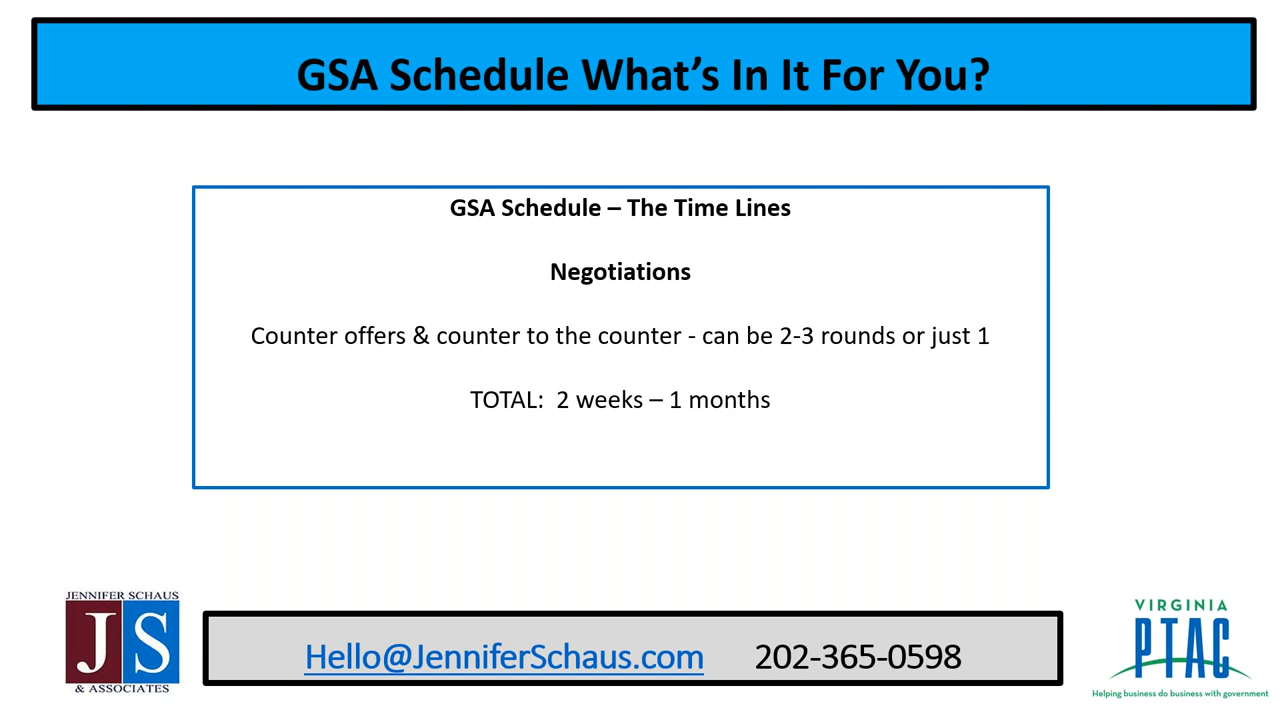 GSA Schedule What's In It For You?
GSA Schedule – The Time Lines
Negotiations
Counter offers & counter to the counter - can be 2-3 rounds or just 1
TOTAL:  2 weeks – 1 months
JENNIFER SCHAUS
JS
& ASSOCIATES
Hello@JenniferSchaus.com 202-365-0598
VIRGINIA
PTAC
Helping business do business with government